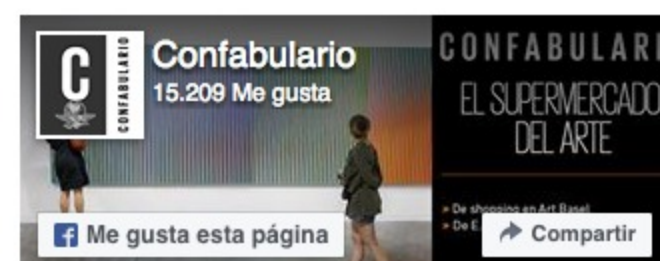 C
CONFABULARIO
Confabulario
15.209 Me gusta
CONFABULARI
EL SUPERMERCADO
DEL ARTE
» De shopping en Art Basel
» De E.
Me gusta esta página
Compartir